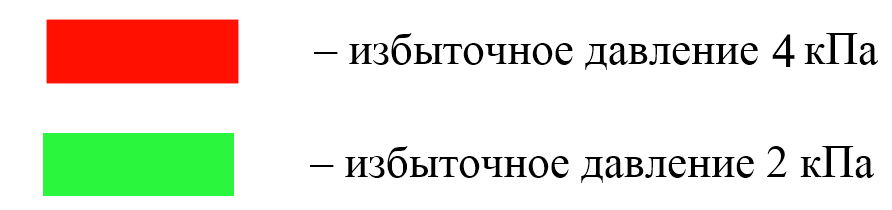 – избыточное давление 4 кПа
– избыточное давление 2 кПа